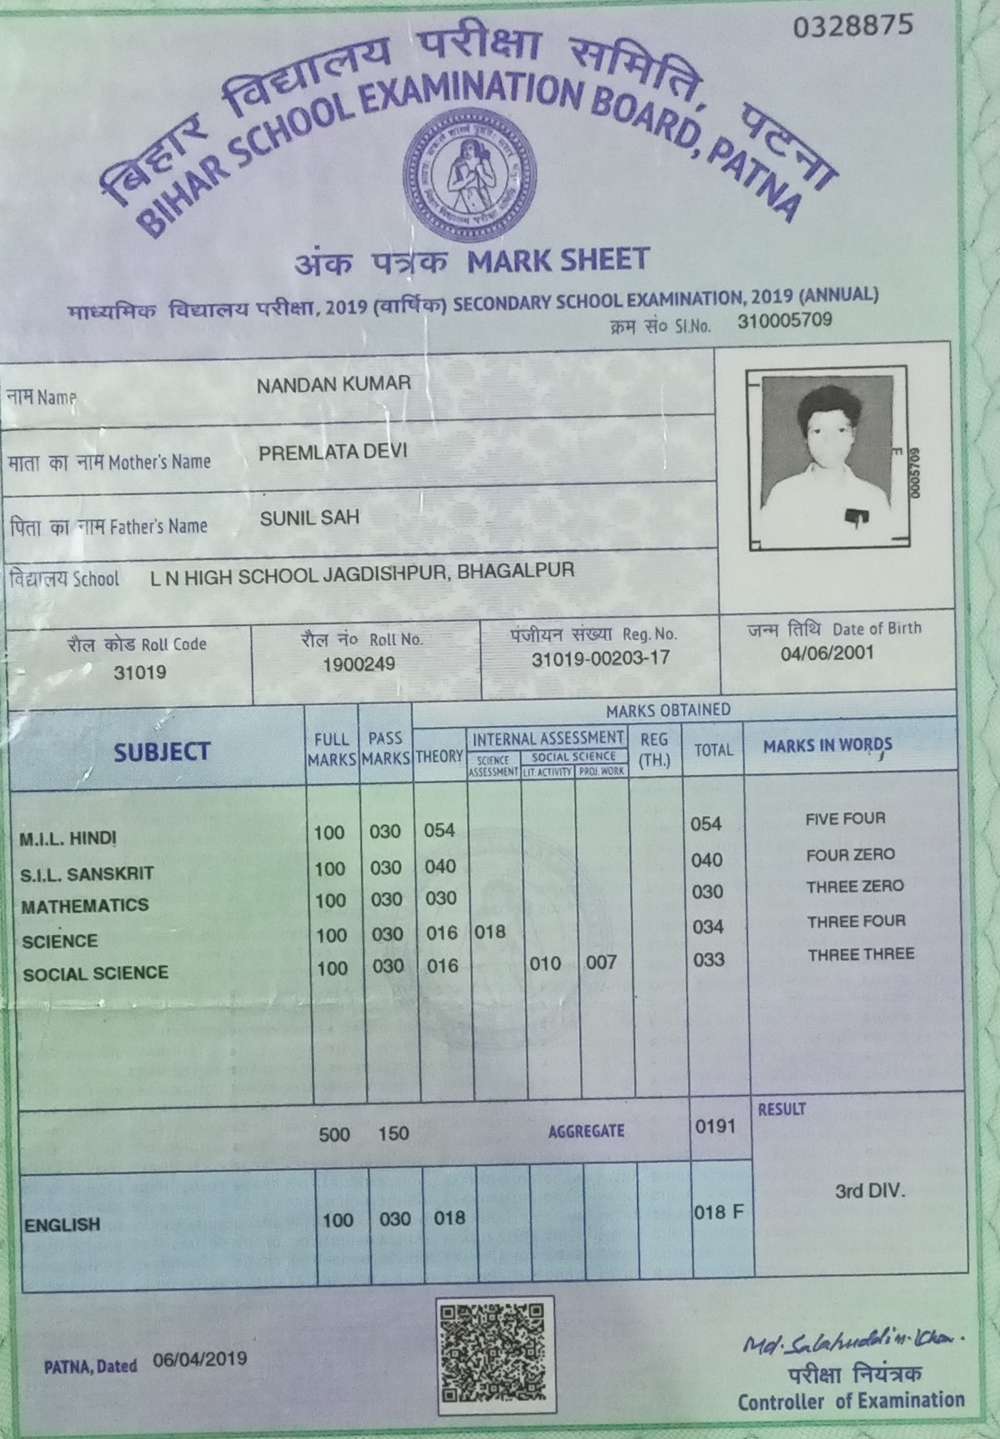 0328875
बिहार विद्यालय परीक्षा समिति, पटना
BIHAR SCHOOL EXAMINATION BOARD, PATNA
अंक पत्रक MARK SHEET
माध्यमिक विद्यालय परीक्षा, 2019 (वार्षिक) SECONDARY SCHOOL EXAMINATION, 2019 (ANNUAL)
क्रम सं० Sl.No. 310005709
नाम Name NANDAN KUMAR
माता का नाम Mother's Name PREMLATA DEVI
पिता का नाम Father's Name SUNIL SAH
विद्यालय School L N HIGH SCHOOL JAGDISHPUR, BHAGALPUR
0005709
रौल कोड Roll Code रौल नं० Roll No. पंजीयन संख्या Reg. No. जन्म तिथि Date of Birth
31019 1900249 31019-00203-17 04/06/2001
MARKS OBTAINED
SUBJECT FULL MARKS PASS MARKS THEORY INTERNAL ASSESSMENT REG (TH.) TOTAL MARKS IN WORDS
SCIENCE ASSESSMENT SOCIAL SCIENCE
LIT ACTIVITY PROJ. WORK
M.I.L. HINDI 100 030 054 054 FIVE FOUR
S.I.L. SANSKRIT 100 030 040 040 FOUR ZERO
MATHEMATICS 100 030 030 030 THREE ZERO
SCIENCE 100 030 016 018 034 THREE FOUR
SOCIAL SCIENCE 100 030 016 010 007 033 THREE THREE
500 150 AGGREGATE 0191 RESULT
3rd DIV.
ENGLISH 100 030 018 018 F
PATNA, Dated 06/04/2019
Md. Salahuddin Khan.
परीक्षा नियंत्रक
Controller of Examination